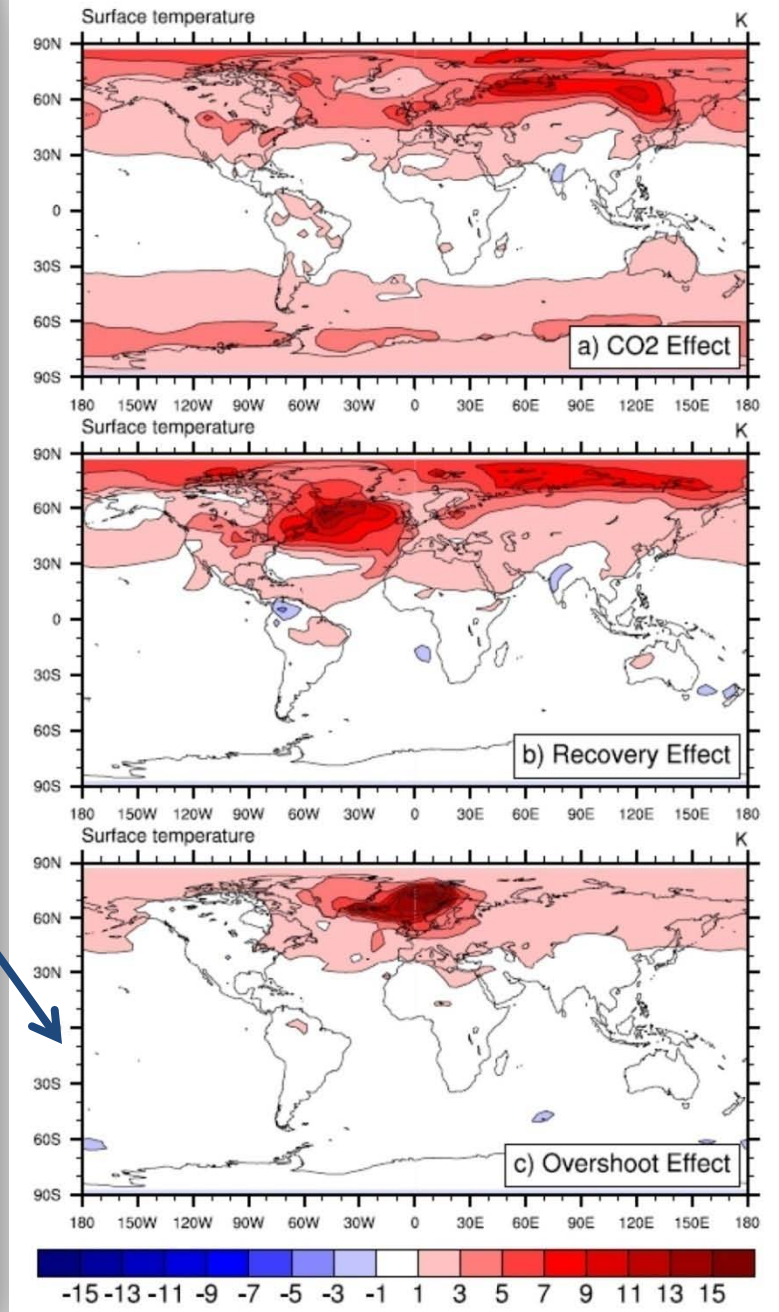 Surface temperature K
90N
60N
30N
0
30S
60S
90S
3
a) CO2 Effect
180 150W 120W 90W 60W 30W 0 30E 60E 90E 120E 150E 180
Surface temperature K
90N
60N
30N
0
30S
60S
90S
b) Recovery Effect
180 150W 120W 90W 60W 30W 0 30E 60E 90E 120E 150E 180
Surface temperature K
90N
60N
30N
30S
60S
90S
c) Overshoot Effect
180 150W 120W 90W 60W 30W 0 30E 60E 90E 120E 150E 180
-15 -13 -11 -9 -7 -5 -3 -1 1 3 5 7 9 11 13 15